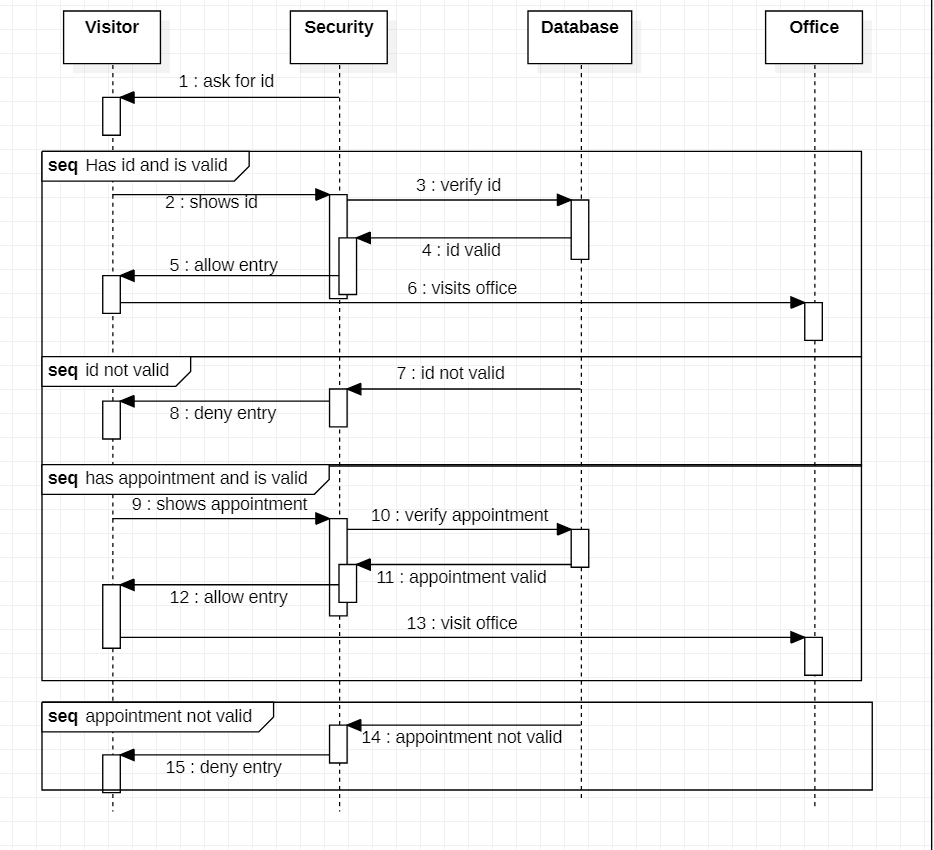 Visitor
Security
Database
Office
1 : ask for id
seq Has id and is valid
2 : shows id
3 : verify id
4 : id valid
5 : allow entry
6 : visits office
seq id not valid
7 : id not valid
8 : deny entry
seq has appointment and is valid
9 : shows appointment
10 : verify appointment
11 : appointment valid
12 : allow entry
13 : visit office
seq appointment not valid
14 : appointment not valid
15 : deny entry